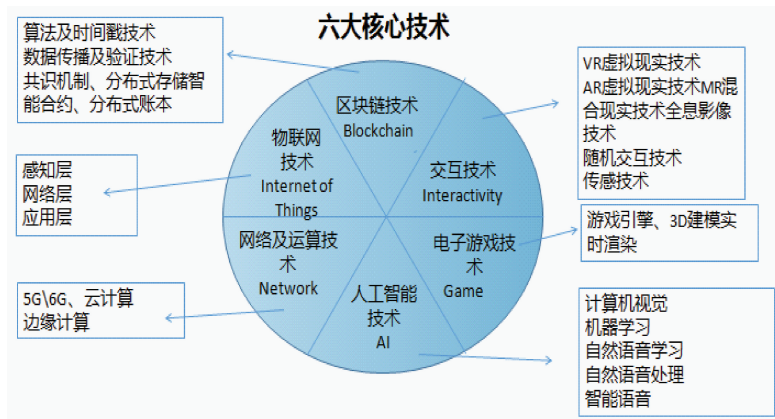 六大核心技术
算法及时间戳技术
数据传播及验证技术
共识机制、分布式存储智
能合约、分布式账本
VR虚拟现实技术
AR虚拟现实技术MR混
合现实技术全息影像
技术
随机交互技术
传感技术
区块链技术
Blockchain
物联网
技术
Internet of
Things
交互技术
Interactivity
感知层
网络层
应用层
游戏引擎、3D建模实
时渲染
网络及运算技
术
Network
电子游戏技
术
Game
人工智能
技术
AI
5G\6G、云计算
边缘计算
计算机视觉
机器学习
自然语音学习
自然语音处理
智能语音